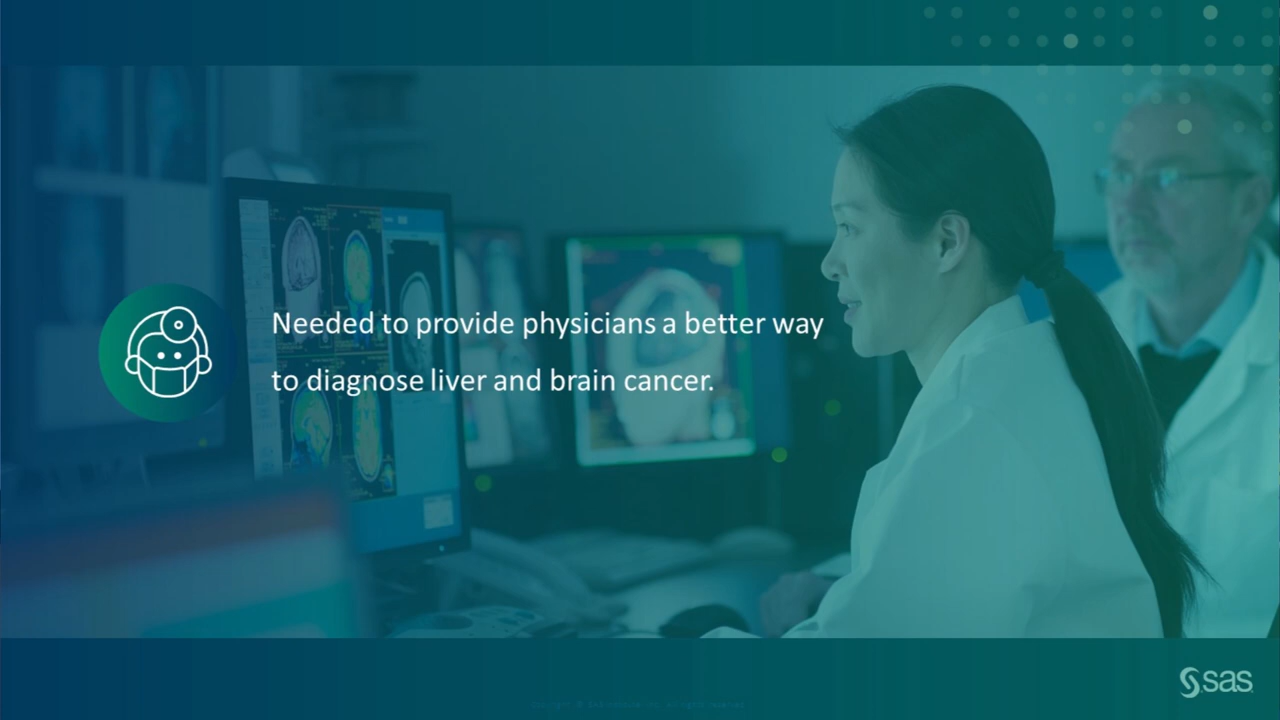 Needed to provide physicians a better way
to diagnose liver and brain cancer.
sas